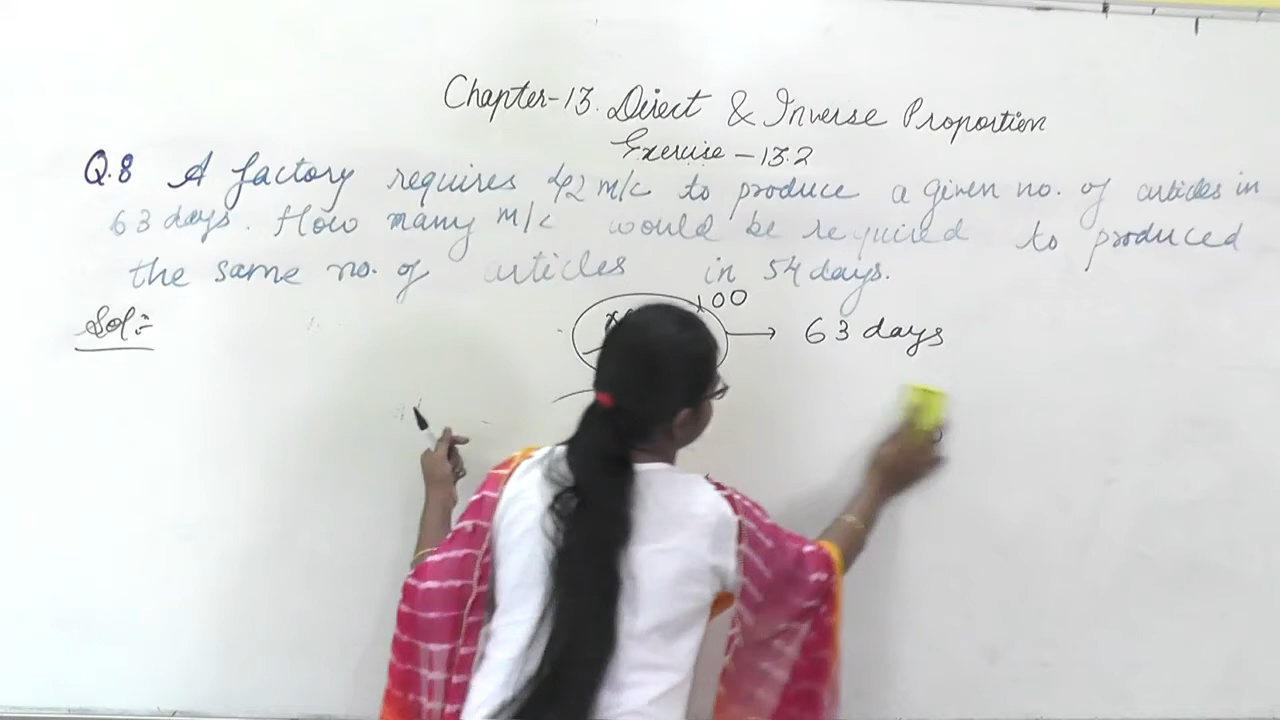 Chapter-13. Direct & Inverse Proportion
Exercise - 13.2
Q.8 A factory requires 42 m/c to produce a given no. of articles in
63 days. How many m/c would be required to produced
the same no. of articles in 54 days.
Sol:-
100
63 days